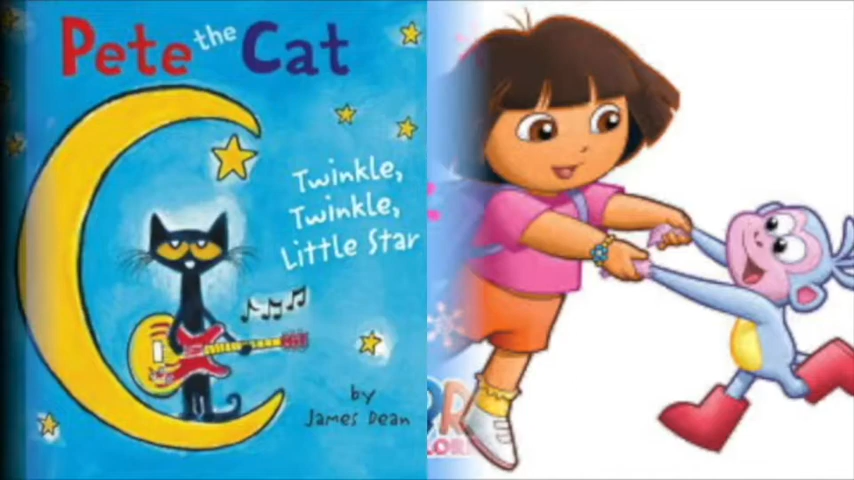 Pete the Cat
Twinkle,
Twinkle,
Little Star
by
James Dean